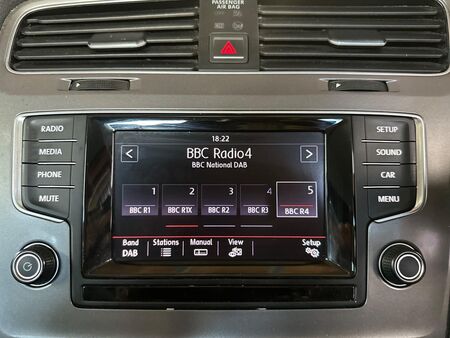 PASSENGER
AIR BAG
RADIO
MEDIA
PHONE
MUTE
18:22
BBC Radio4
BBC National DAB
1 2 3 4 5
BBC R1 BBC R1X BBC R2 BBC R3 BBC R4
Band Stations Manual View Setup
DAB
SETUP
SOUND
CAR
MENU